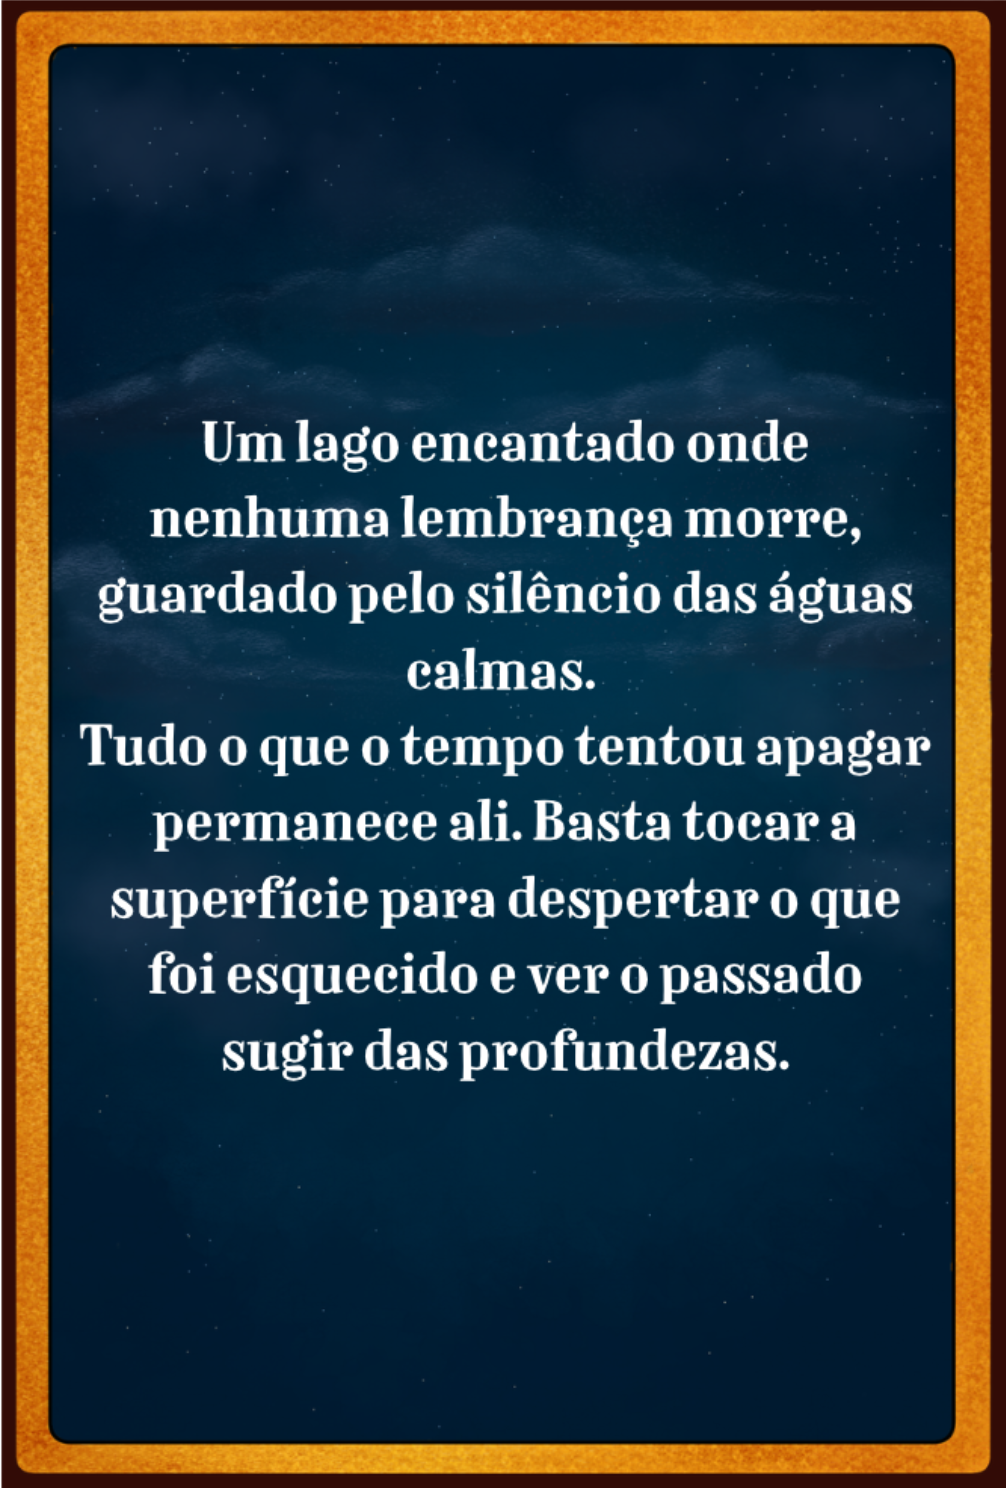 Um lago encantado onde
nenhuma lembrança morre,
guardado pelo silêncio das águas
calmas.
Tudo o que o tempo tentou apagar
permanece ali. Basta tocar a
superfície para despertar o que
foi esquecido e ver o passado
sugir das profundezas.